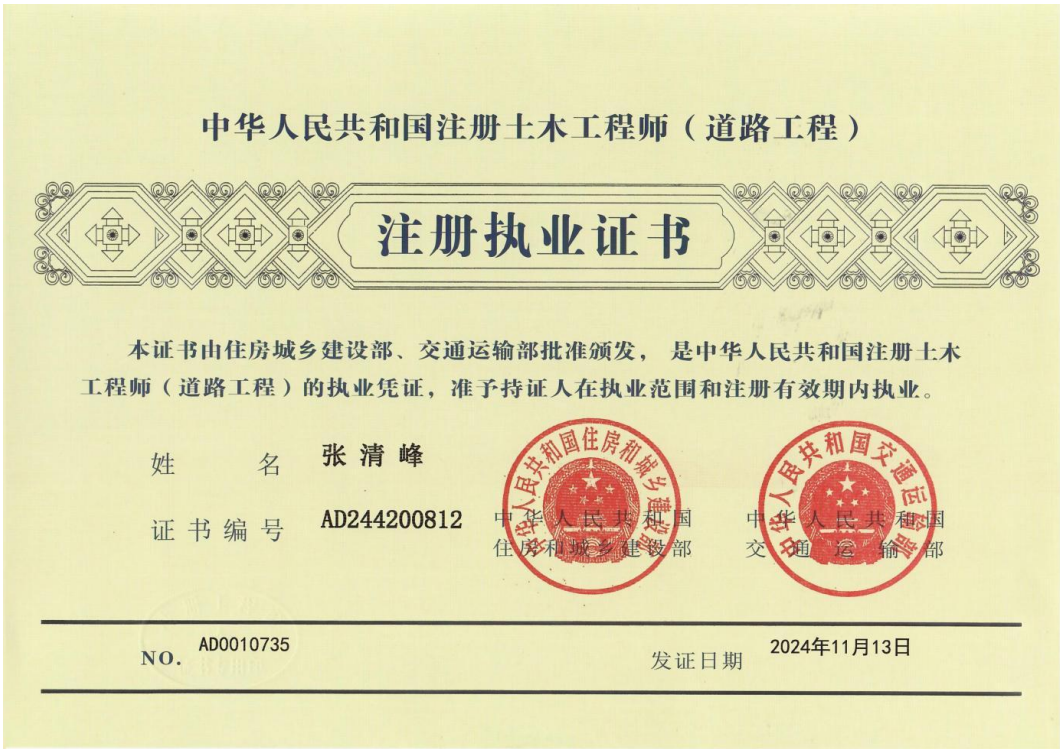 中华人民共和国注册土木工程师（道路工程）
注册执业证书
本证书由住房城乡建设部、交通运输部批准颁发，是中华人民共和国注册土木
工程师（道路工程）的执业凭证，准予持证人在执业范围和注册有效期内执业。
姓 名 张清峰
证书编号 AD244200812
中华人民共和国住房和城乡建设部
中华人民共和国交通运输部
中华人民共和国
住房和城乡建设部
中华人民共和国
交通运输部
NO. AD0010735
发证日期 2024年11月13日